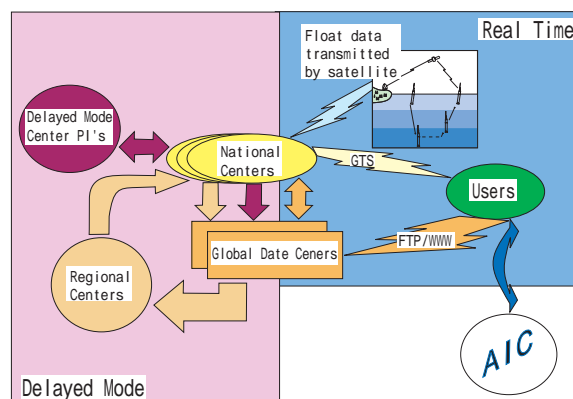 Float data
transmitted
by satellite
Real Time
Delayed Mode
Center PI's
National
Centers
GTS
Users
Global Date Ceners
FTP/WWW
Regional
Centers
AIC
Delayed Mode